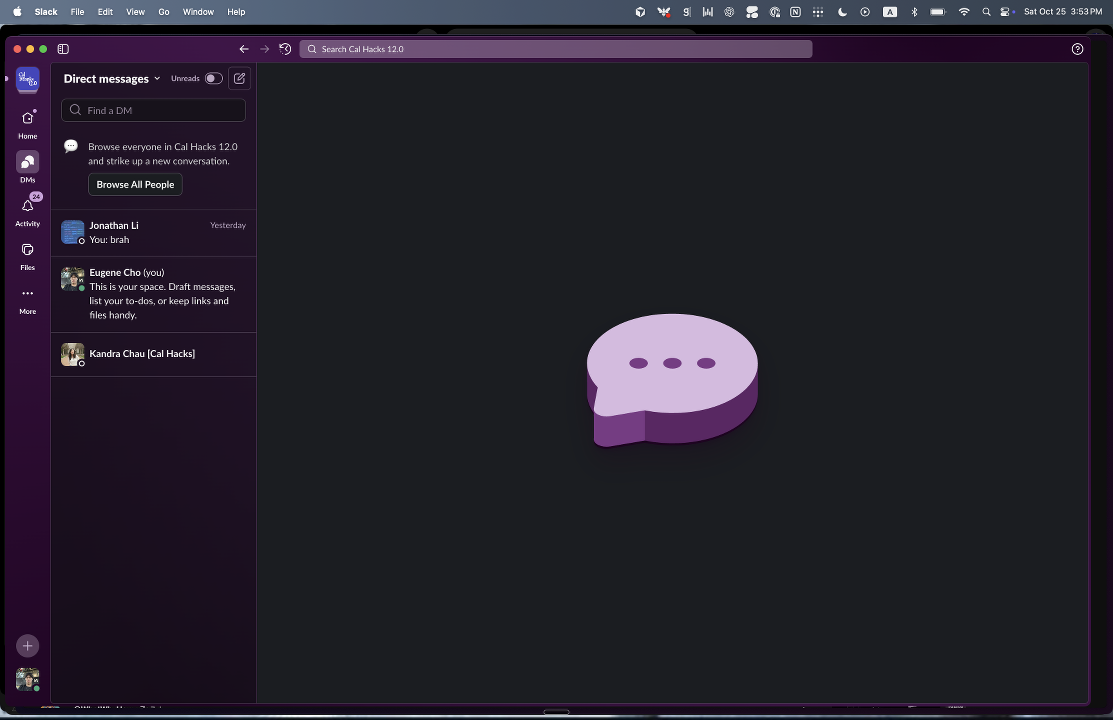 Slack File Edit View Go Window Help
A
Sat Oct 25 3:53 PM
Search Cal Hacks 12.0
Direct messages
Unreads
Find a DM
Home
Browse everyone in Cal Hacks 12.0
and strike up a new conversation.
Browse All People
DMs
24
Activity
Jonathan Li
Yesterday
You: brah
Files
Eugene Cho (you)
This is your space. Draft messages,
list your to-dos, or keep links and
files handy.
More
Kandra Chau [Cal Hacks]